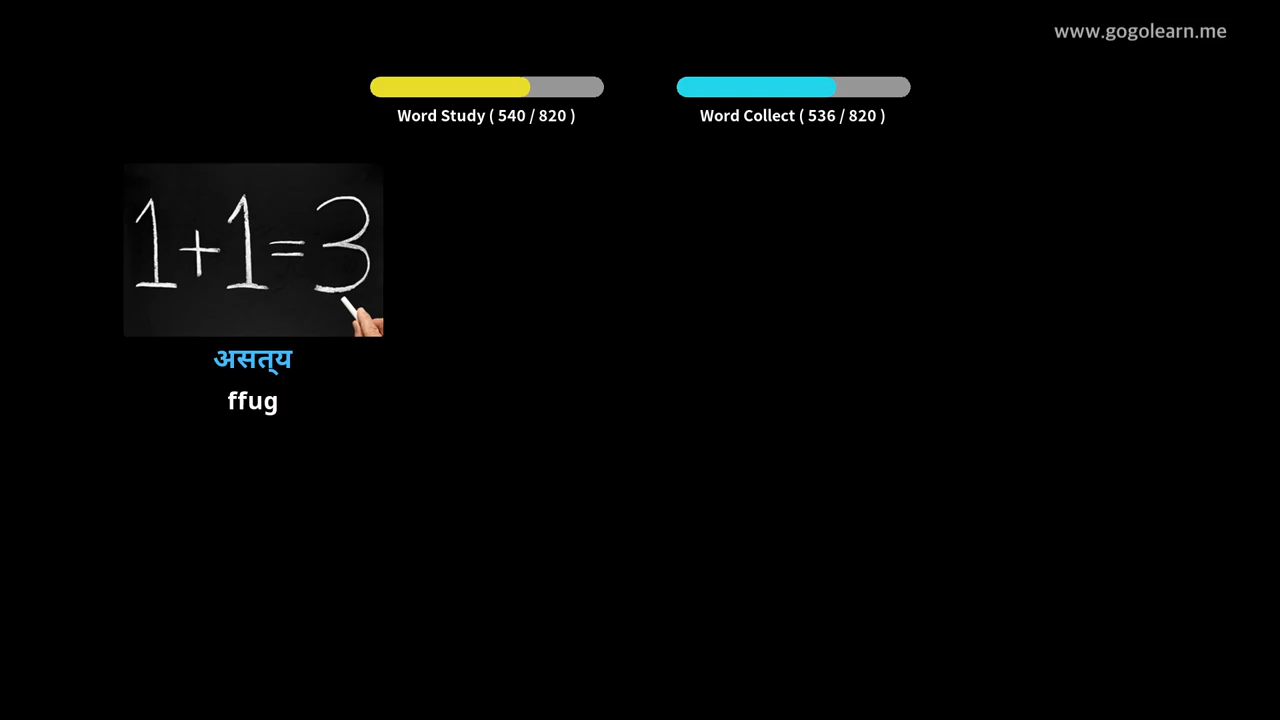 www.gogolearn.me
Word Study ( 540 / 820 )
Word Collect ( 536 / 820 )
1+1=3
असत्य
ffug